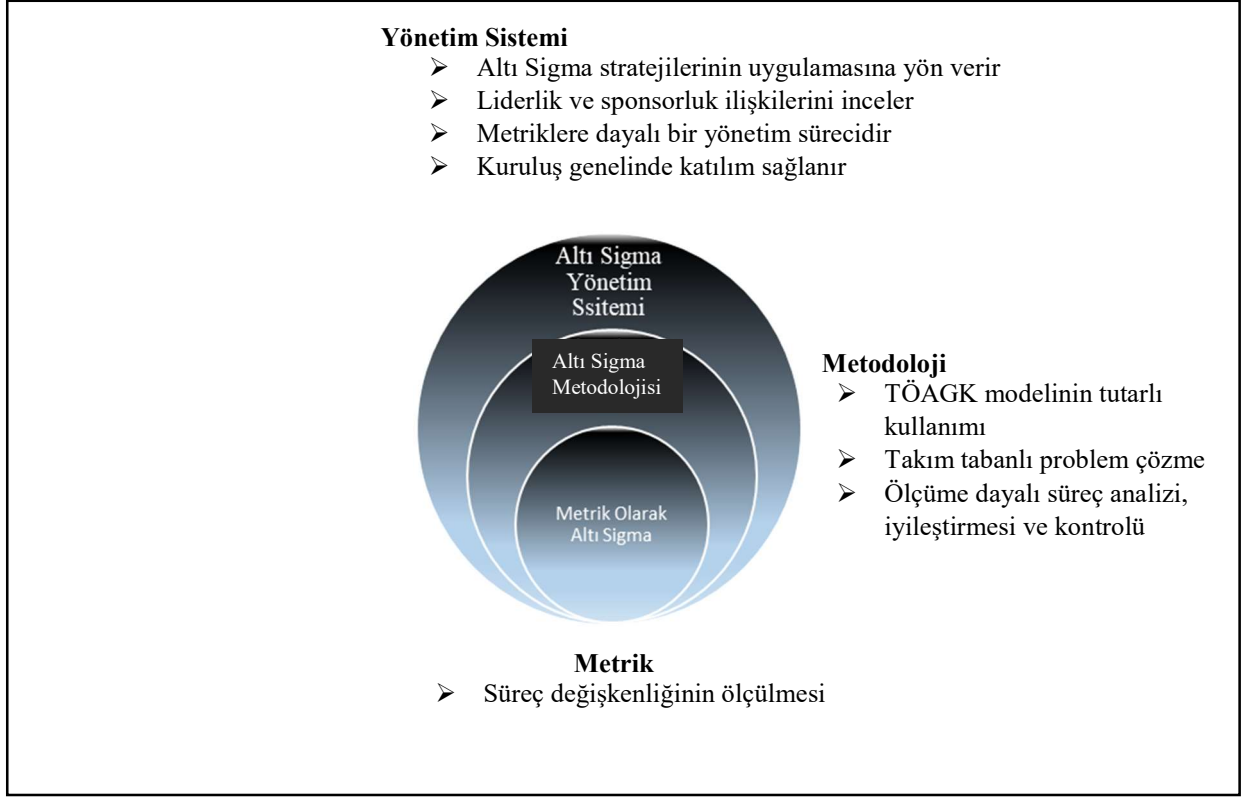 Yönetim Sistemi
➢ Altı Sigma stratejilerinin uygulamasına yön verir
➢ Liderlik ve sponsorluk ilişkilerini inceler
➢ Metriklere dayalı bir yönetim sürecidir
➢ Kuruluş genelinde katılım sağlanır
Altı Sigma
Yönetim
Ssitemi
Altı Sigma
Metodolojisi
Metrik Olarak
Altı Sigma
Metodoloji
➢ TÖAGK modelinin tutarlı
kullanımı
➢ Takım tabanlı problem çözme
➢ Ölçüme dayalı süreç analizi,
iyileştirmesi ve kontrolü
Metrik
➢ Süreç değişkenliğinin ölçülmesi